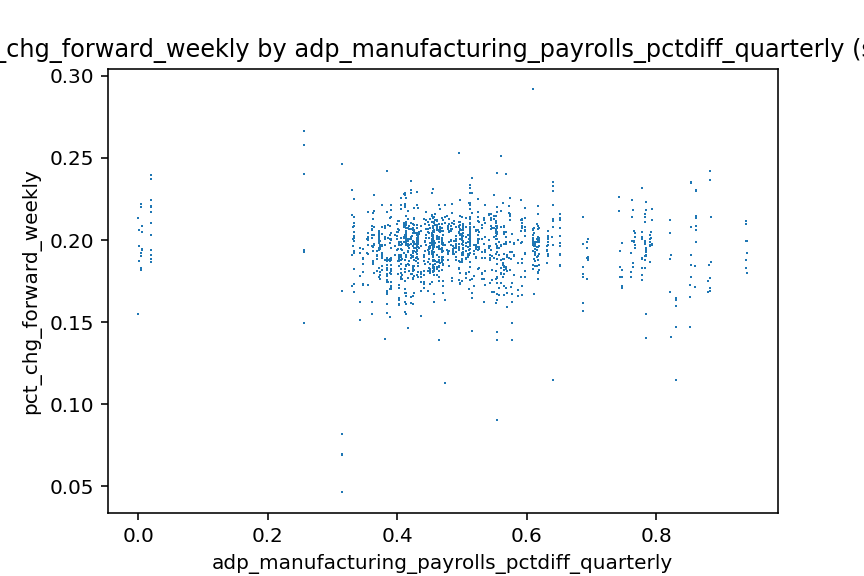 _chg_forward_weekly by adp_manufacturing_payrolls_pctdiff_quarterly (
0.30
0.25
0.20
0.15
0.10
0.05
pct_chg_forward_weekly
0.0 0.2 0.4 0.6 0.8
adp_manufacturing_payrolls_pctdiff_quarterly